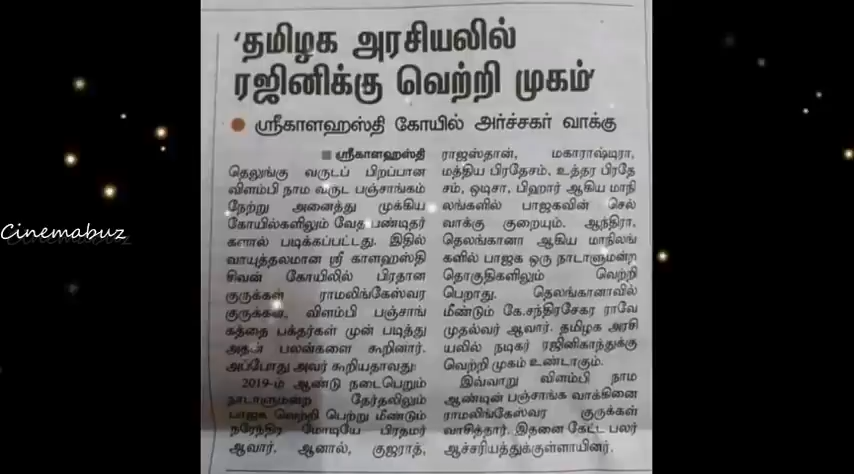 'தமிழக அரசியலில்
ரஜினிக்கு வெற்றி முகம்'
ஸ்ரீகாளஹஸ்தி கோயில் அர்ச்சகர் வாக்கு
ஸ்ரீகாளஹஸ்தி
தெலுங்கு வருடப் பிறப்பான
விளம்பி நாம வருட பஞ்சாங்கம்
நேற்று அனைத்து முக்கிய
கோயில்களிலும் வேத பண்டிதர்
களால் படிக்கப்பட்டது. இதில்
வாயுத்தலமான ஸ்ரீ காளஹஸ்தி
சிவன் கோயிலில் பிரதான
குருக்கள் ராமலிங்கேஸ்வர
குருக்கள், விளம்பி பஞ்சாங்
கத்தை பக்தர்கள் முன் படித்து
அதன் பலன்களை கூறினார்.
அப்போது அவர் கூறியதாவது:
2019-ம் ஆண்டு நடைபெறும்
நாடாளுமன்ற தேர்தலிலும்
பாஜக வெற்றி பெற்று மீண்டும்
நரேந்திர மோடியே பிரதமர்
ஆவார். ஆனால், குஜராத்,
ராஜஸ்தான், மகாராஷ்டிரா,
மத்திய பிரதேசம், உத்தர பிரதே
சம், ஒடிசா, பிஹார் ஆகிய மாநி
லங்களில் பாஜகவின் செல்
வாக்கு குறையும். ஆந்திரா,
தெலங்கானா ஆகிய மாநிலங்
களில் பாஜக ஒரு நாடாளுமன்ற
தொகுதிகளிலும் வெற்றி
பெறாது. தெலங்கானாவில்
மீண்டும் கே.சந்திரசேகர ராவே
முதல்வர் ஆவார். தமிழக அரசி
யலில் நடிகர் ரஜினிகாந்துக்கு
வெற்றி முகம் உண்டாகும்.
இவ்வாறு விளம்பி நாம
ஆண்டின் பஞ்சாங்க வாக்கினை
ராமலிங்கேஸ்வர குருக்கள்
வாசித்தார். இதனை கேட்ட பலர்
ஆச்சரியத்துக்குள்ளாயினர்.
Cinemabuz